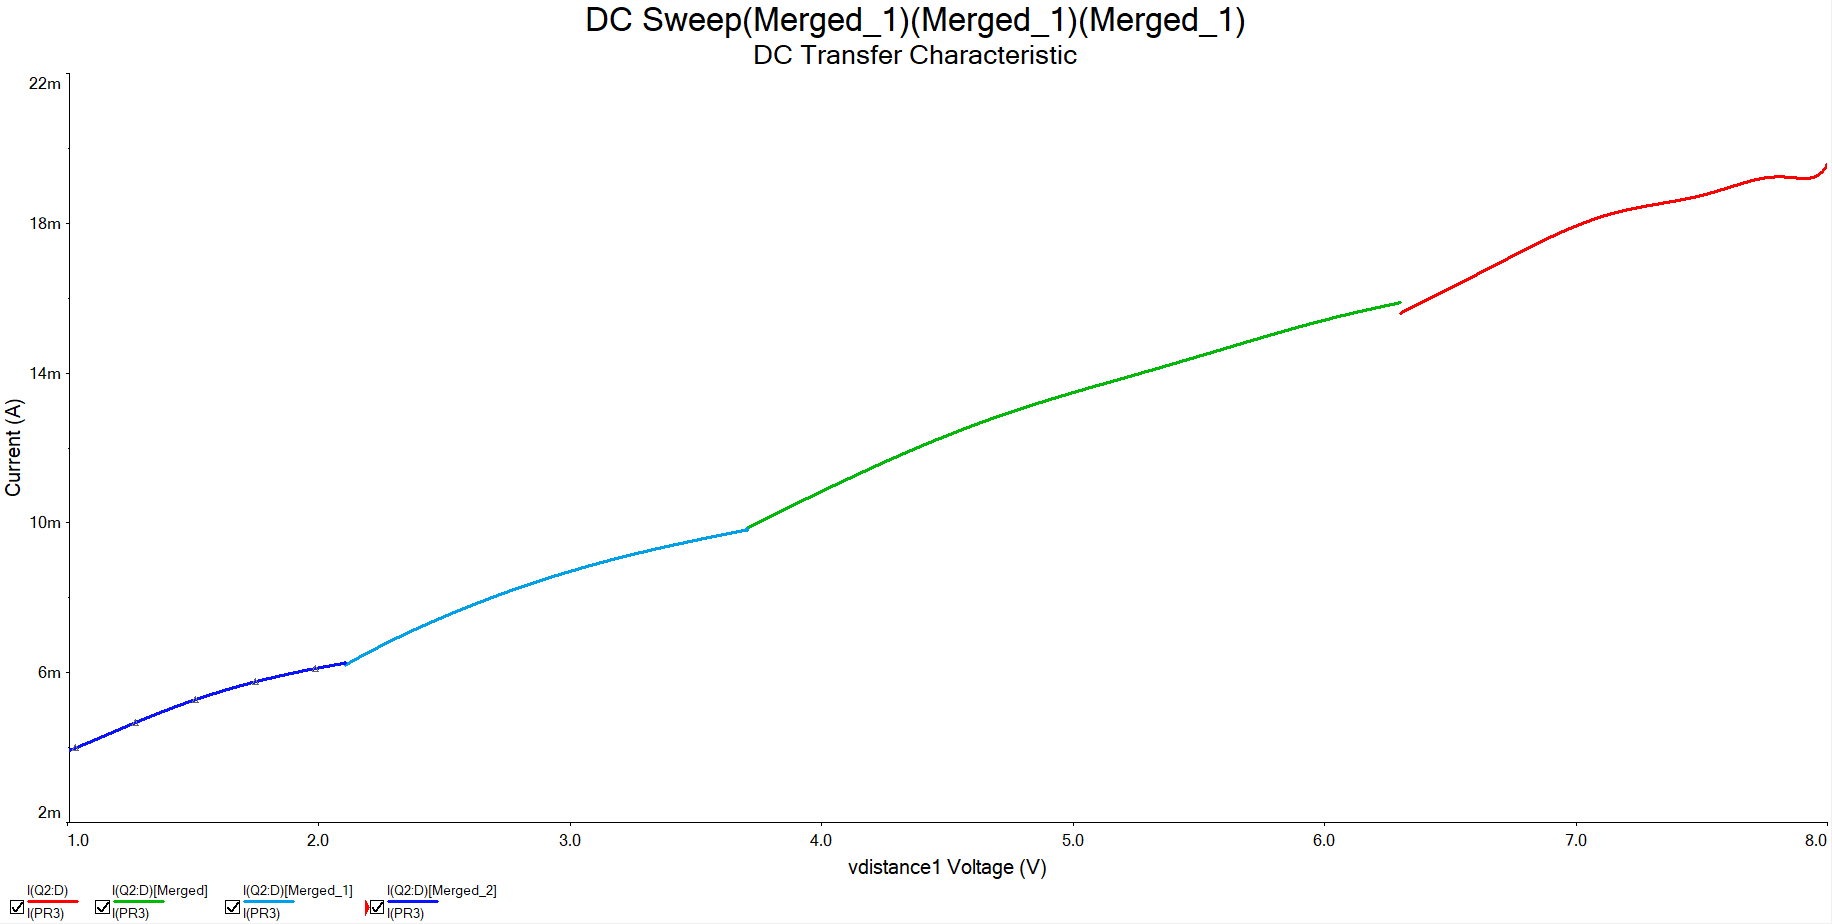 DC Sweep(Merged_1)(Merged_1)(Merged_1)
DC Transfer Characteristic
22m
18m
14m
10m
6m
2m
Current (A)
1.0 2.0 3.0 4.0 5.0 6.0 7.0 8.0
vdistance1 Voltage (V)
I(Q2:D) I(Q2:D)[Merged] I(Q2:D)[Merged_1] I(Q2:D)[Merged_2]
I(PR3) I(PR3) I(PR3) I(PR3)